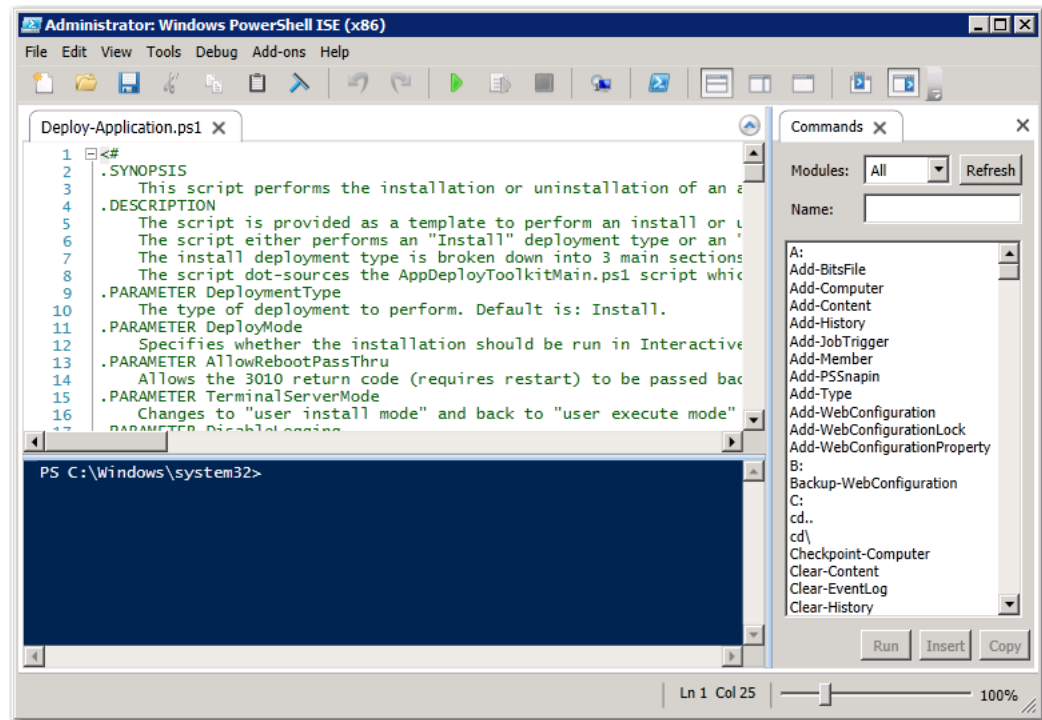 Administrator: Windows PowerShell ISE (x86)
File Edit View Tools Debug Add-ons Help
Deploy-Application.ps1
1 <#
2 .SYNOPSIS
3 This script performs the installation or uninstallation of an a
4 .DESCRIPTION
5 The script is provided as a template to perform an install or u
6 The script either performs an "Install" deployment type or an "
7 The install deployment type is broken down into 3 main sections
8 The script dot-sources the AppDeployToolkitMain.ps1 script whic
9 .PARAMETER DeploymentType
10 The type of deployment to perform. Default is: Install.
11 .PARAMETER DeployMode
12 Specifies whether the installation should be run in Interactive
13 .PARAMETER AllowRebootPassThru
14 Allows the 3010 return code (requires restart) to be passed bac
15 .PARAMETER TerminalServerMode
16 Changes to "user install mode" and back to "user execute mode"
17 .PARAMETER DisableLogging
PS C:\Windows\system32>
Commands
Modules: All Refresh
Name:
A:
Add-BitsFile
Add-Computer
Add-Content
Add-History
Add-JobTrigger
Add-Member
Add-PSSnapin
Add-Type
Add-WebConfiguration
Add-WebConfigurationLock
Add-WebConfigurationProperty
B:
Backup-WebConfiguration
C:
cd..
cd\
Checkpoint-Computer
Clear-Content
Clear-EventLog
Clear-History
Run Insert Copy
Ln 1 Col 25 100%